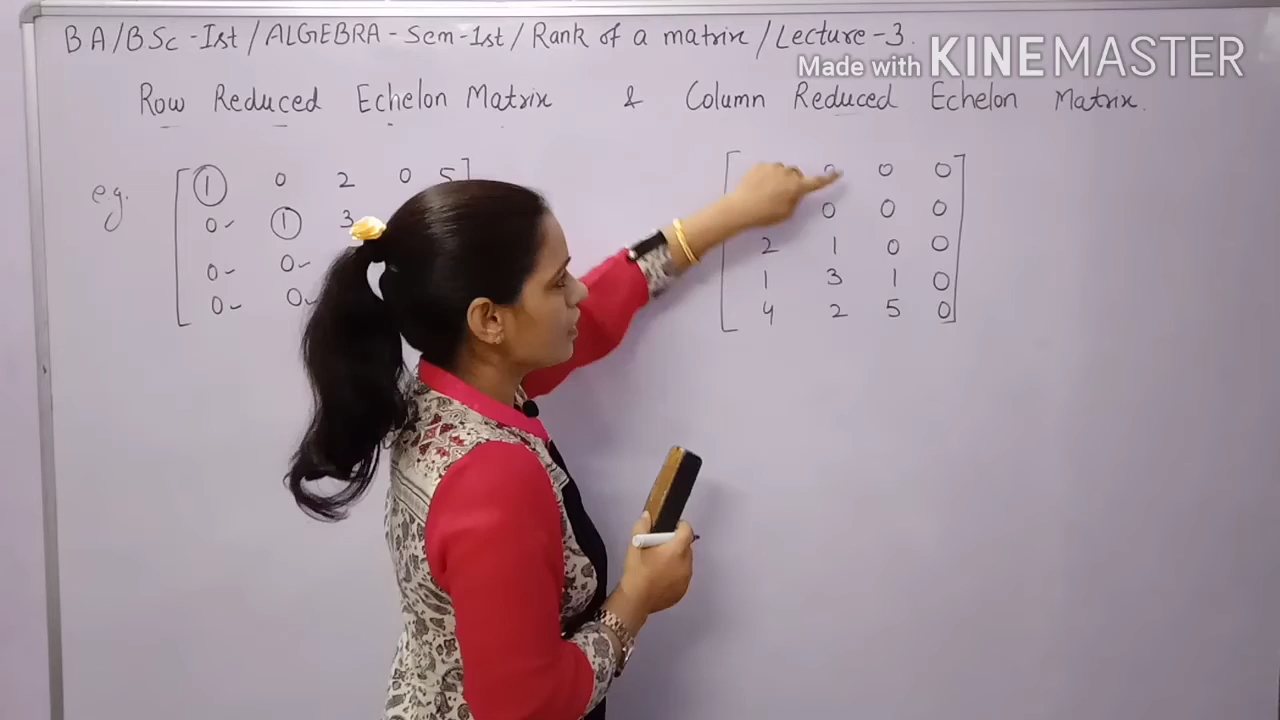 BA/BSc-Ist/ALGEBRA-Sem-1st/Rank of a matrix/Lecture-3.
Made with KINEMASTER
Row Reduced Echelon Matrix & Column Reduced Echelon Matrix.
e.g.
1 0 2 0 5
0 1 3
0 0
0 0
0 0 0
0 0 0
2 1 0 0
1 3 1 0
4 2 5 0